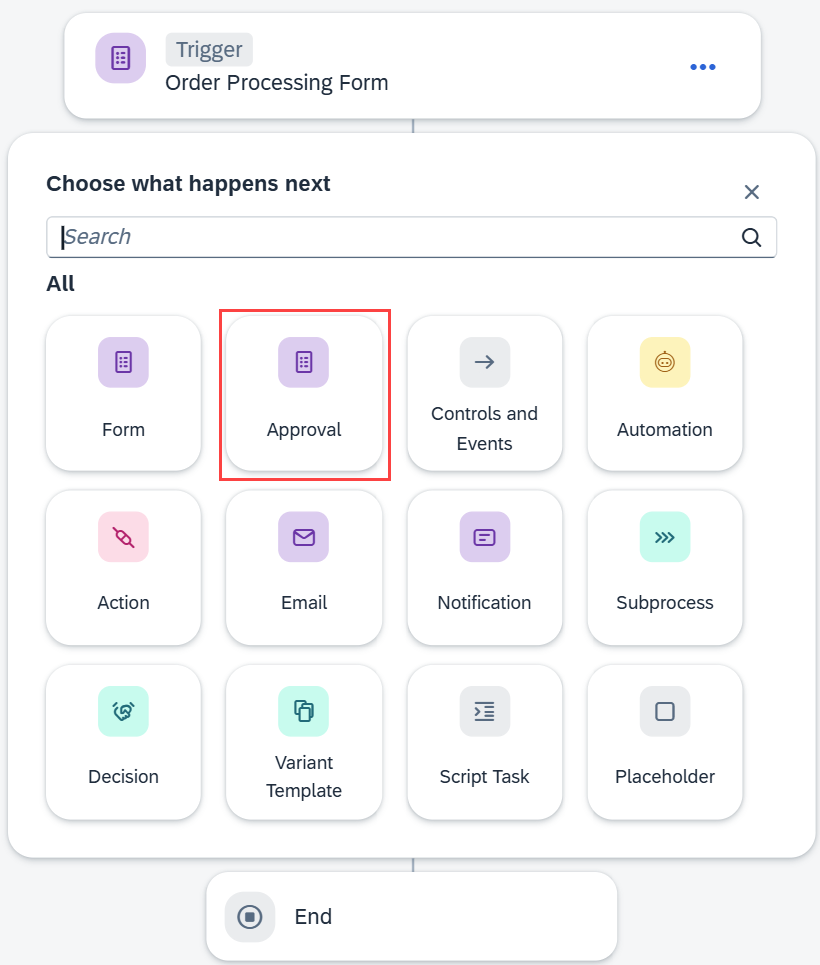 Trigger
Order Processing Form
Choose what happens next
Search
All
Form
Approval
Controls and
Events
Automation
Action
Email
Notification
Subprocess
Decision
Variant
Template
Script Task
Placeholder
End